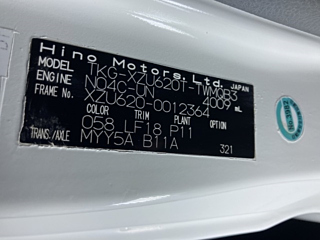 Hino Motors,Ltd. JAPAN
MODEL TKG-XZU620T-TWMQB3
ENGINE N04C-UN 4009 mL
FRAME No. XZU620-0012364
COLOR TRIM PLANT OPTION
058 LF18 P11
TRANS/AXLE MYY5A B11A
321